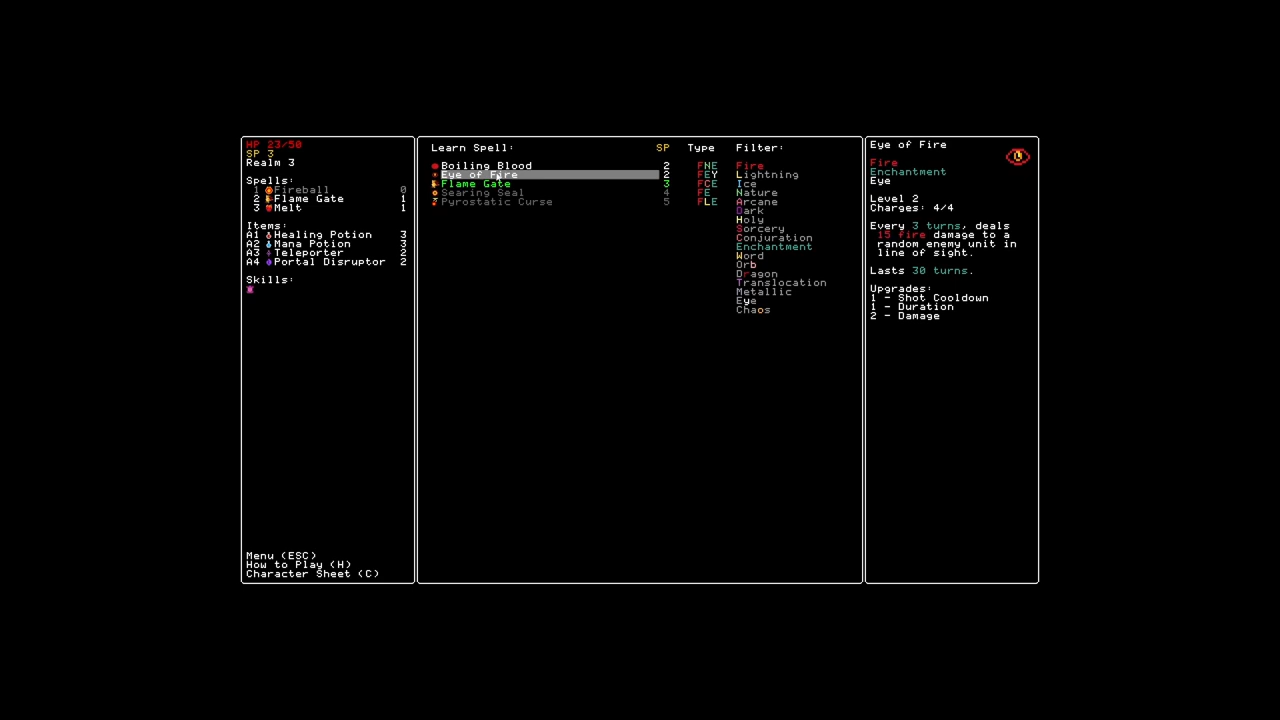 HP 23/50
SP 3
Realm 3
Spells:
1 Fireball 0
2 Flame Gate 1
3 Melt 1
Items:
A1 Healing Potion 3
A2 Mana Potion 3
A3 Teleporter 2
A4 Portal Disruptor 2
Skills:
Menu (ESC)
How to Play (H)
Character Sheet (C)
Learn Spell: SP Type
Boiling Blood 2 FNE
Eye of Fire 2 FEY
Flame Gate 3 FCE
Searing Seal 4 FE
Pyrostatic Curse 5 FLE
Filter:
Fire
Lightning
Ice
Nature
Arcane
Dark
Holy
Sorcery
Conjuration
Enchantment
Word
Orb
Dragon
Translocation
Metallic
Eye
Chaos
Eye of Fire
Fire
Enchantment
Eye
Level 2
Charges: 4/4
Every 3 turns, deals
15 fire damage to a
random enemy unit in
line of sight.
Lasts 30 turns.
Upgrades:
1 - Shot Cooldown
1 - Duration
2 - Damage